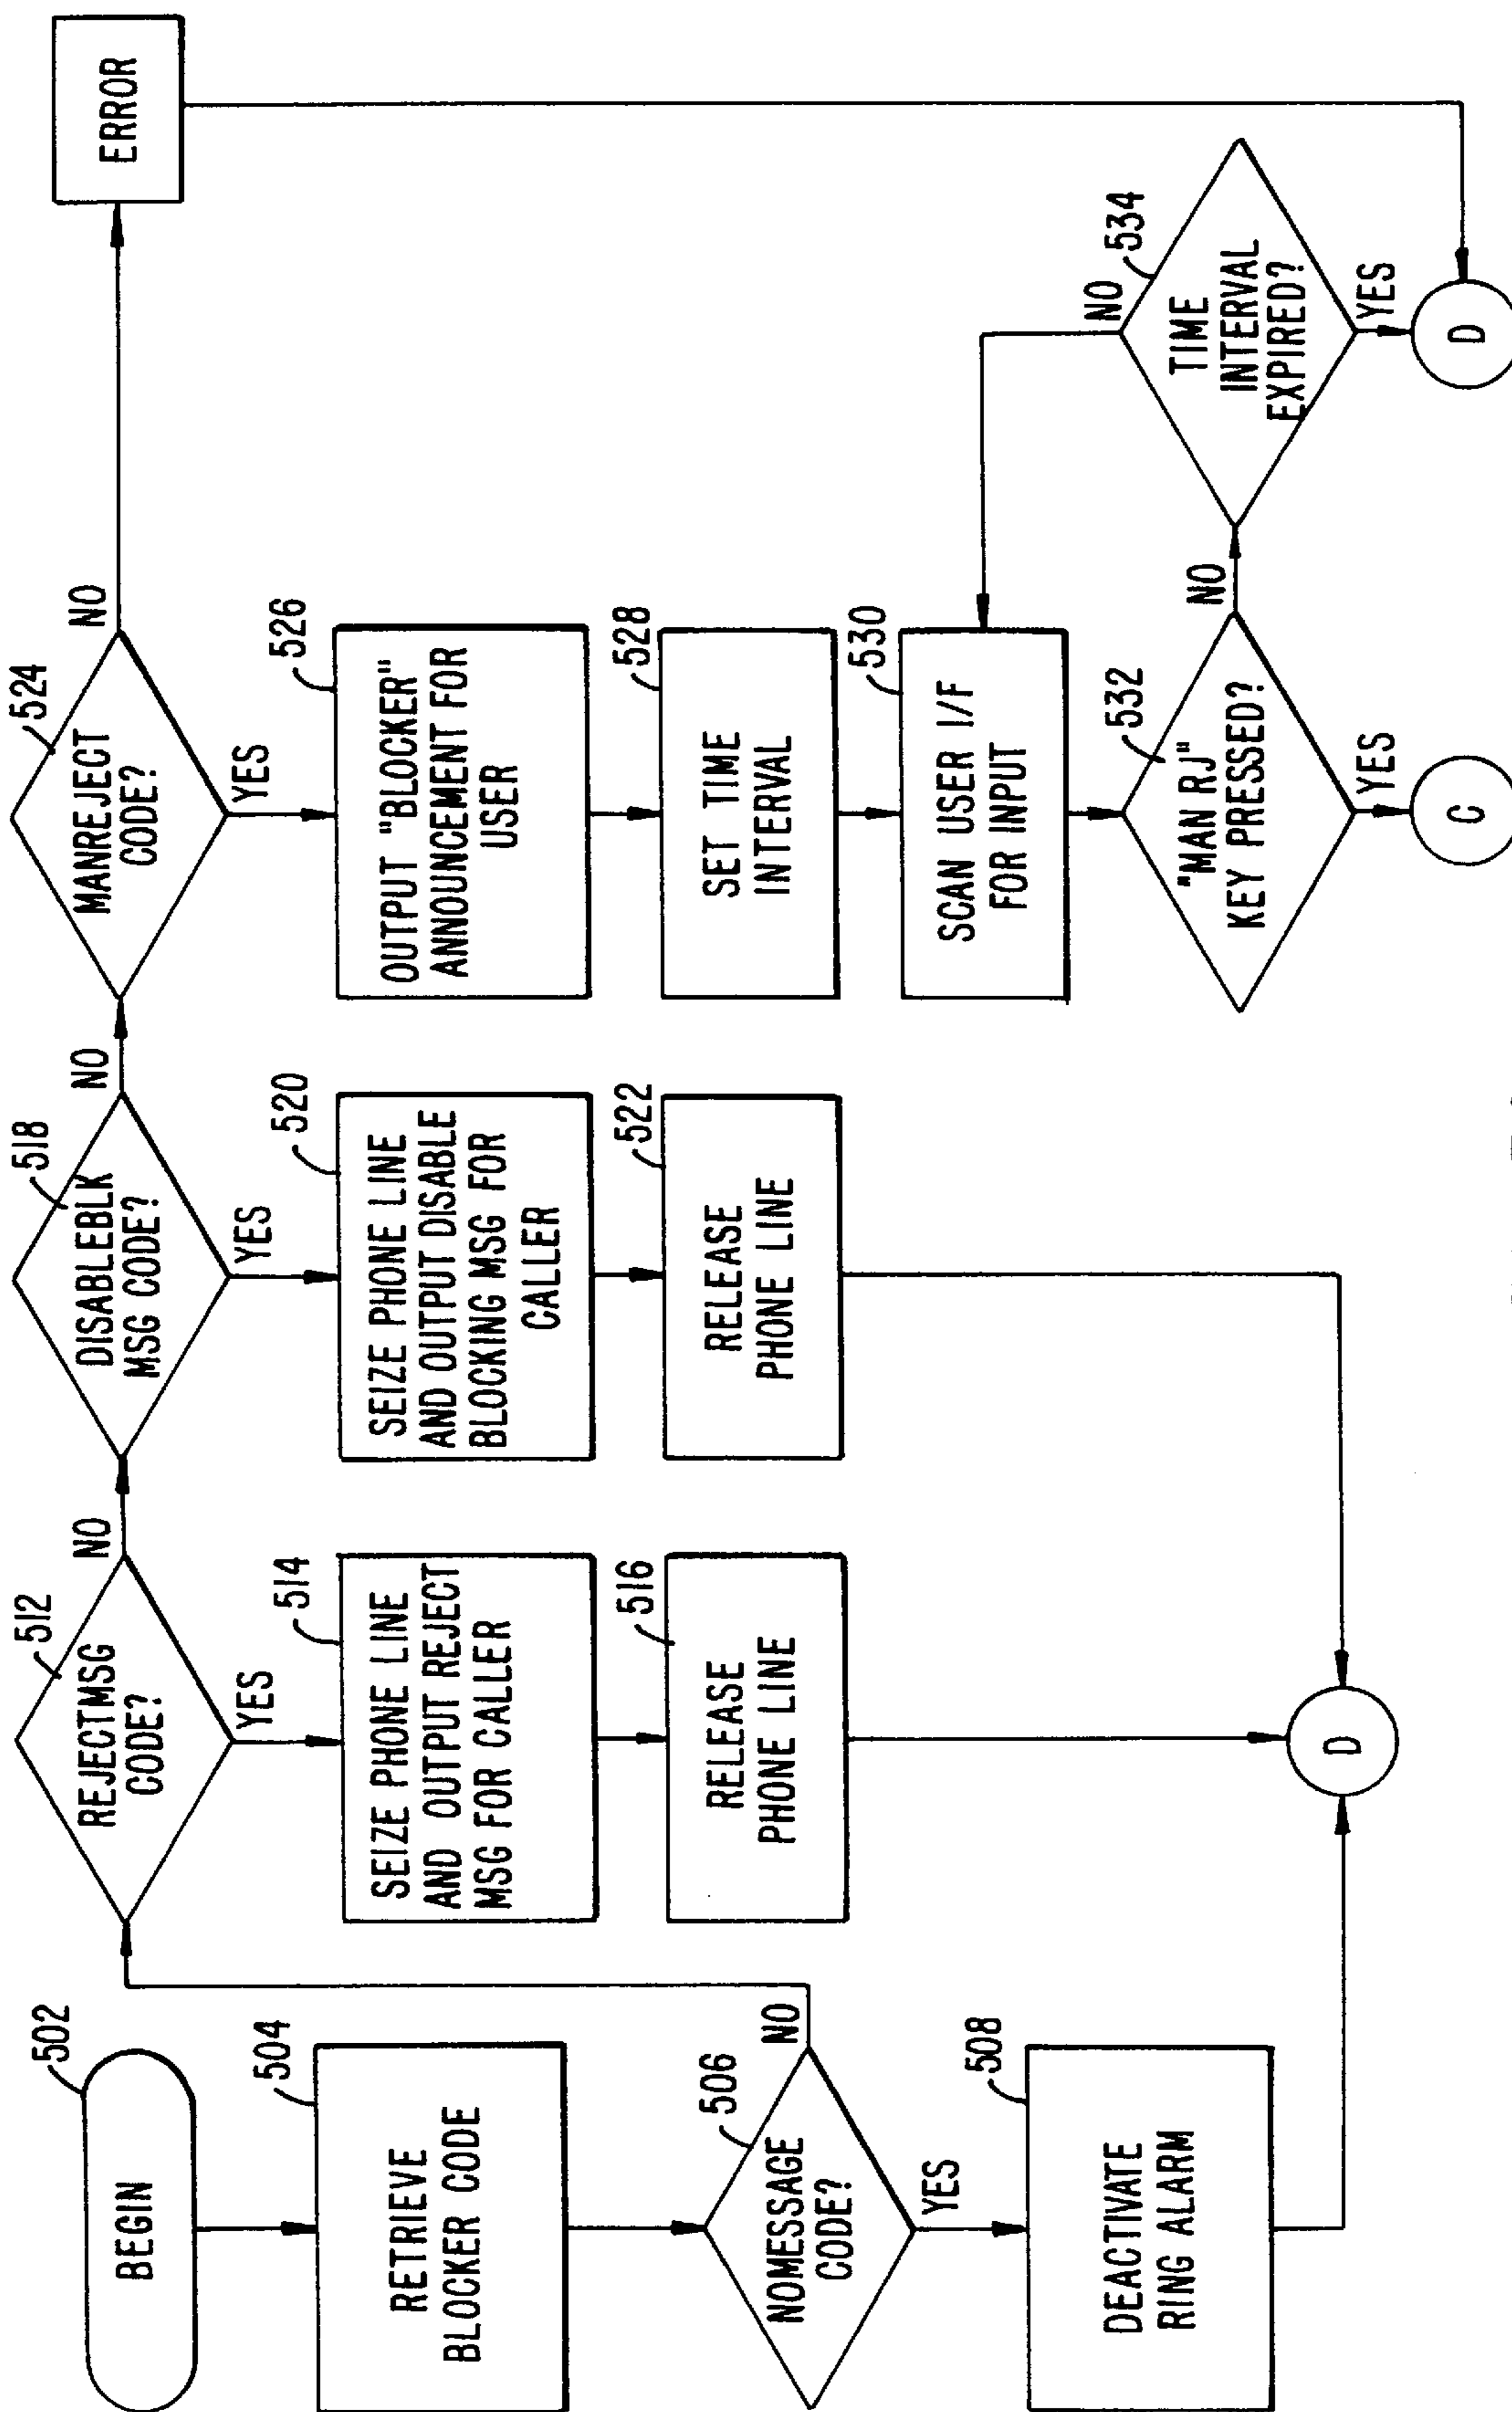 BEGIN
502
RETRIEVE
BLOCKER CODE
504
NOMESSAGE
CODE?
506
NO
YES
DEACTIVATE
RING ALARM
508
REJECTMSG
CODE?
512
NO
YES
SEIZE PHONE LINE
AND OUTPUT REJECT
MSG FOR CALLER
514
RELEASE
PHONE LINE
516
D
DISABLEBLK
MSG CODE?
518
NO
YES
SEIZE PHONE LINE
AND OUTPUT DISABLE
BLOCKING MSG FOR
CALLER
520
RELEASE
PHONE LINE
522
MANREJECT
CODE?
524
NO
YES
OUTPUT "BLOCKER"
ANNOUNCEMENT FOR
USER
526
SET TIME
INTERVAL
528
SCAN USER I/F
FOR INPUT
530
"MAN RJ"
KEY PRESSED?
532
NO
YES
C
TIME
INTERVAL
EXPIRED?
534
NO
YES
D
ERROR